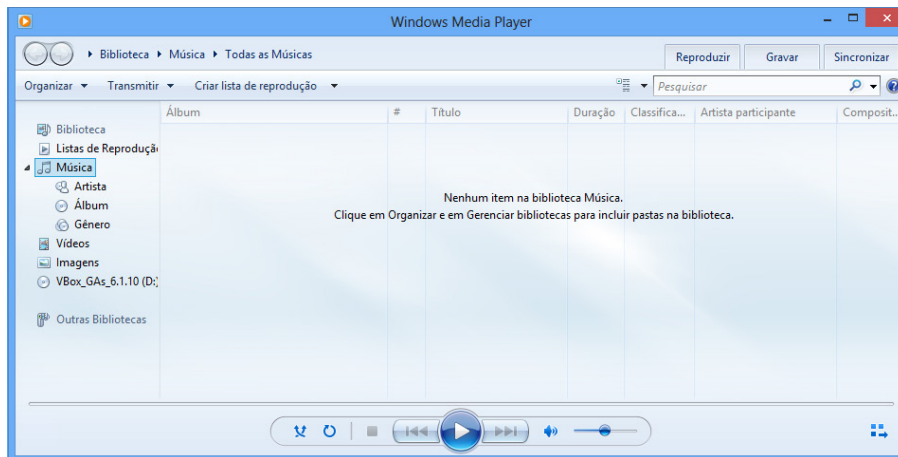 Windows Media Player
Biblioteca Música Todas as Músicas
Reproduzir Gravar Sincronizar
Organizar Transmitir Criar lista de reprodução
Pesquisar
Álbum # Título Duração Classifica... Artista participante Composit...
Biblioteca
Listas de Reproduçã
Música
Artista
Álbum
Gênero
Vídeos
Imagens
VBox_GAs_6.1.10 (D:)
Outras Bibliotecas
Nenhum item na biblioteca Música.
Clique em Organizar e em Gerenciar bibliotecas para incluir pastas na biblioteca.